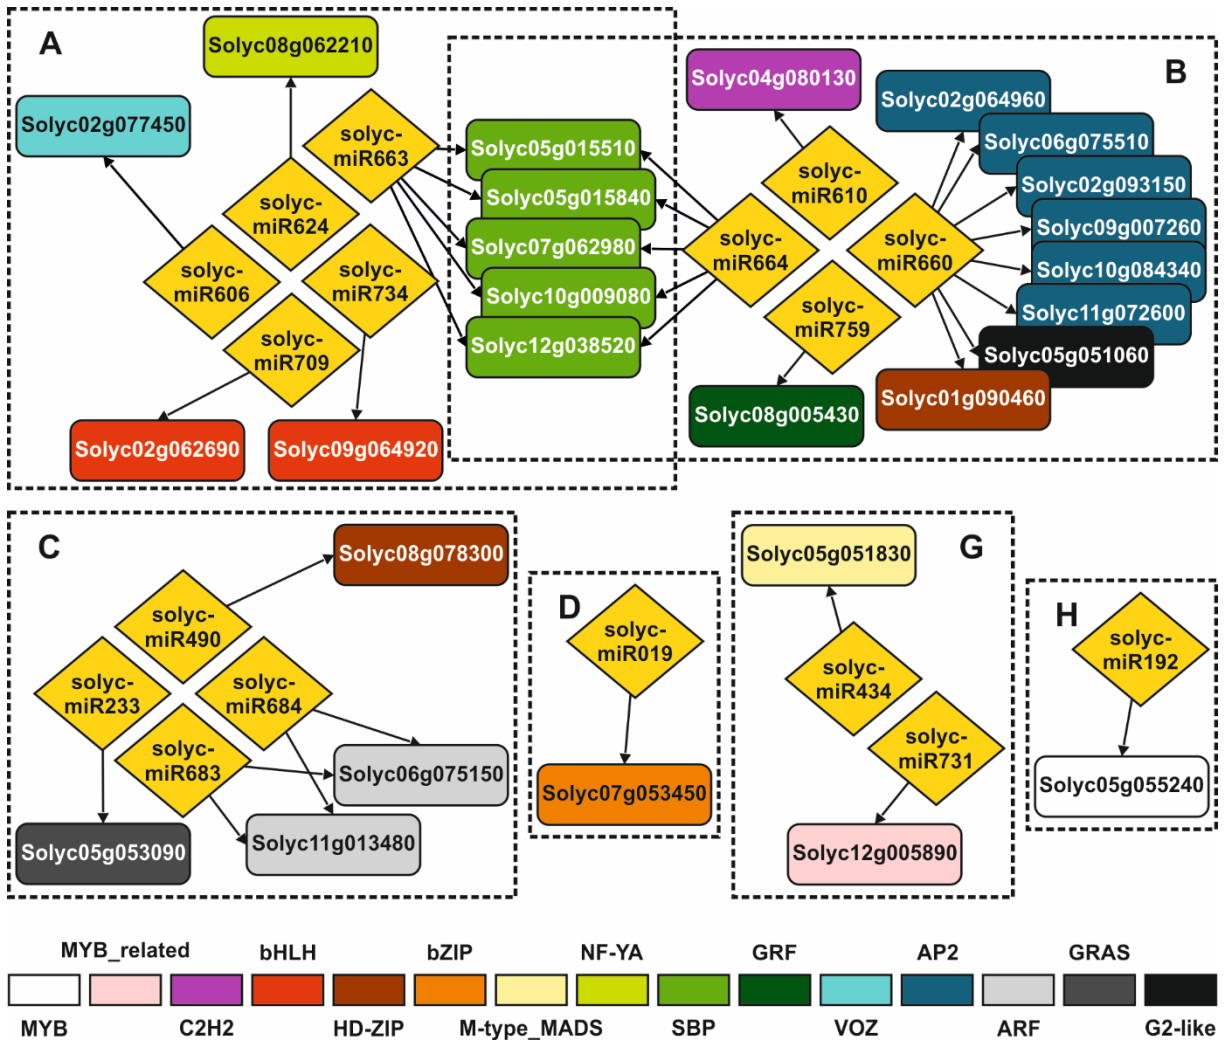 A
B
Solyc08g062210
Solyc02g077450
solyc-
miR663
solyc-
miR624
solyc-
miR606
solyc-
miR734
solyc-
miR709
Solyc02g062690
Solyc09g064920
Solyc05g015510
Solyc05g015840
Solyc07g062980
Solyc10g009080
Solyc12g038520
Solyc04g080130
solyc-
miR610
solyc-
miR664
solyc-
miR660
solyc-
miR759
Solyc02g064960
Solyc06g075510
Solyc02g093150
Solyc09g007260
Solyc10g084340
Solyc11g072600
Solyc05g051060
Solyc01g090460
Solyc08g005430
C
Solyc08g078300
solyc-
miR490
solyc-
miR233
solyc-
miR684
solyc-
miR683
Solyc06g075150
Solyc11g013480
Solyc05g053090
D
solyc-
miR019
Solyc07g053450
G
Solyc05g051830
solyc-
miR434
solyc-
miR731
Solyc12g005890
H
solyc-
miR192
Solyc05g055240
MYB_related bHLH bZIP NF-YA GRF AP2 GRAS
MYB C2H2 HD-ZIP M-type_MADS SBP VOZ ARF G2-like